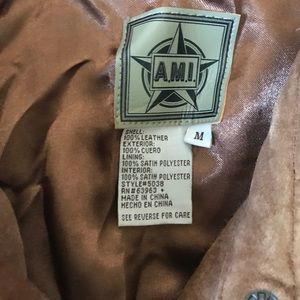 A.M.I.
M
SHELL:
100% LEATHER
EXTERIOR:
100% CUERO
LINING:
100% SATIN POLYESTER
INTERIOR:
100% SATIN POLYESTER
STYLE#5038
RN#63963 +
MADE IN CHINA
HECHO EN CHINA
SEE REVERSE FOR CARE